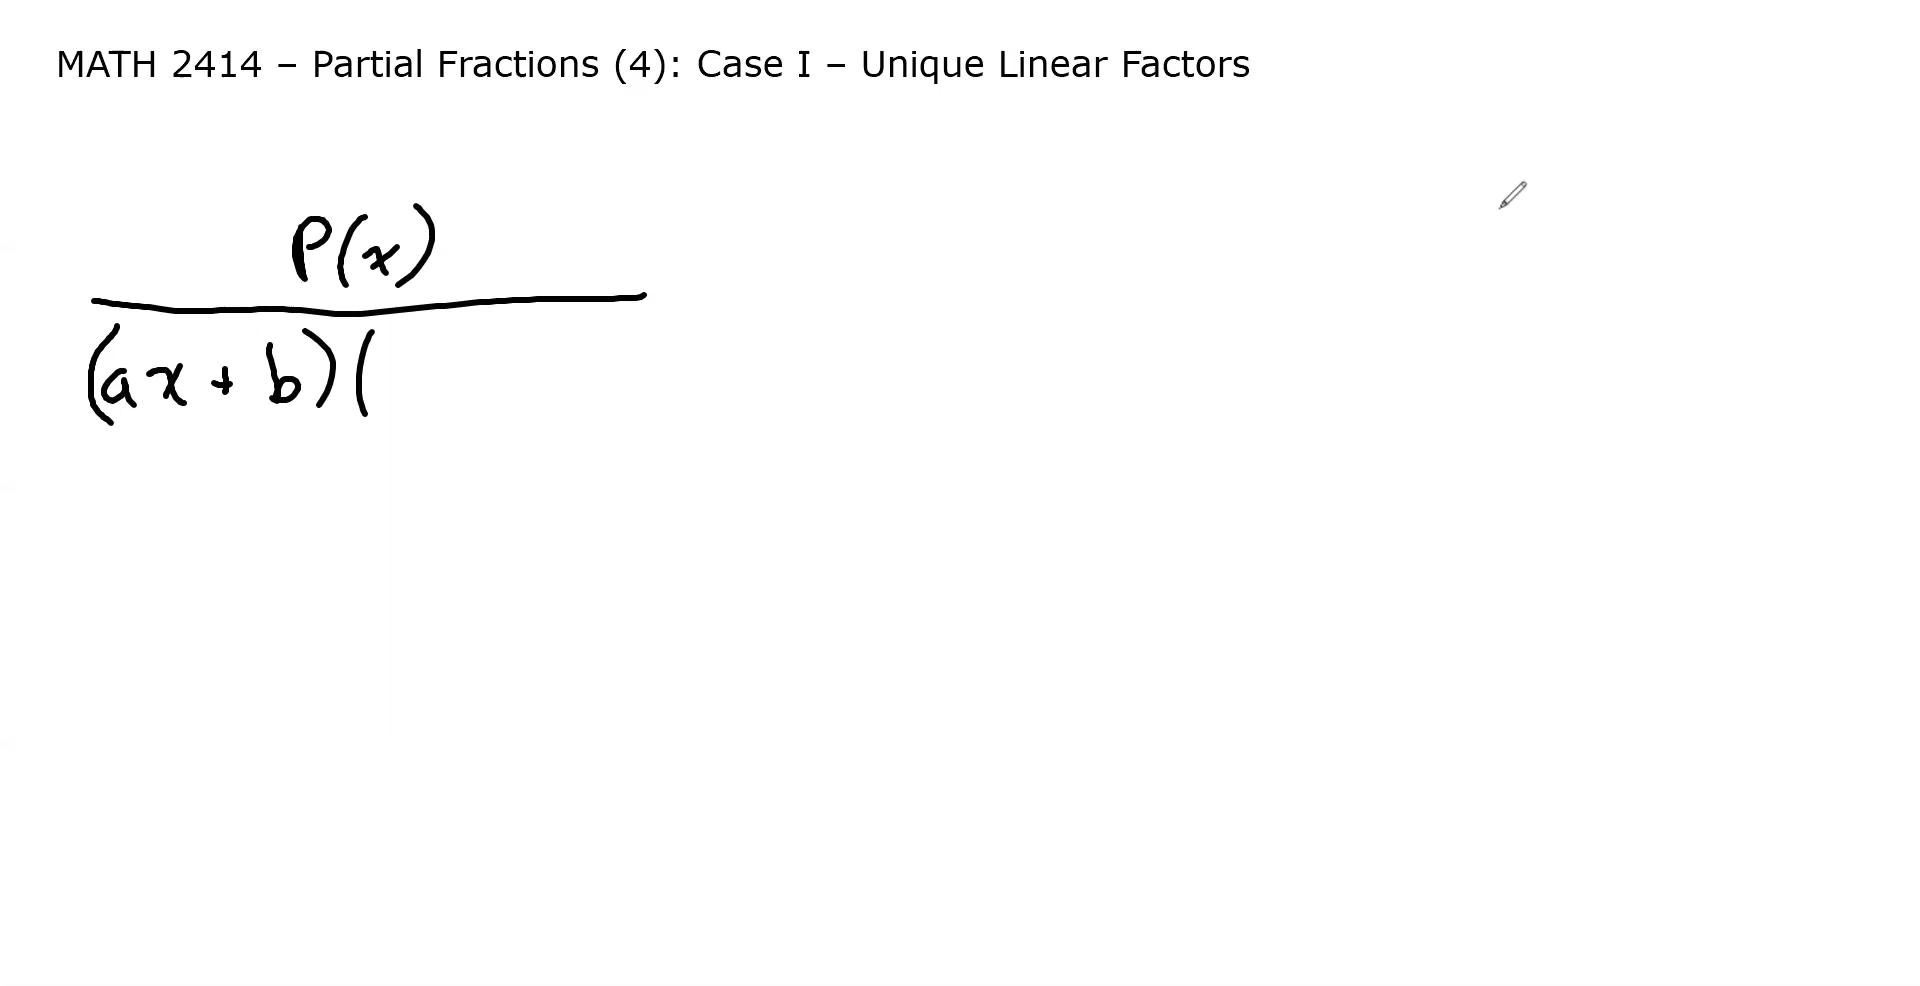 MATH 2414 – Partial Fractions (4): Case I – Unique Linear Factors
P(x)
(ax + b)(